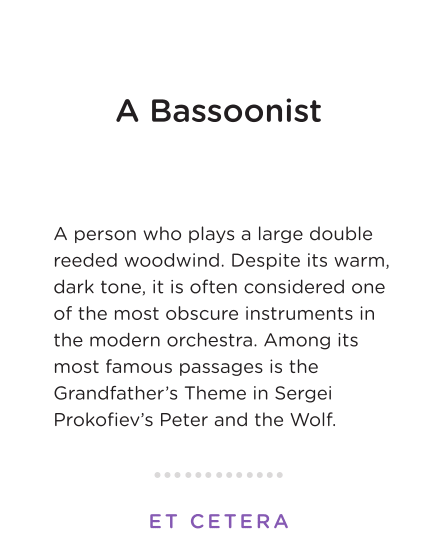 A Bassoonist
A person who plays a large double
reeded woodwind. Despite its warm,
dark tone, it is often considered one
of the most obscure instruments in
the modern orchestra. Among its
most famous passages is the
Grandfather’s Theme in Sergei
Prokofiev’s Peter and the Wolf.
ET CETERA